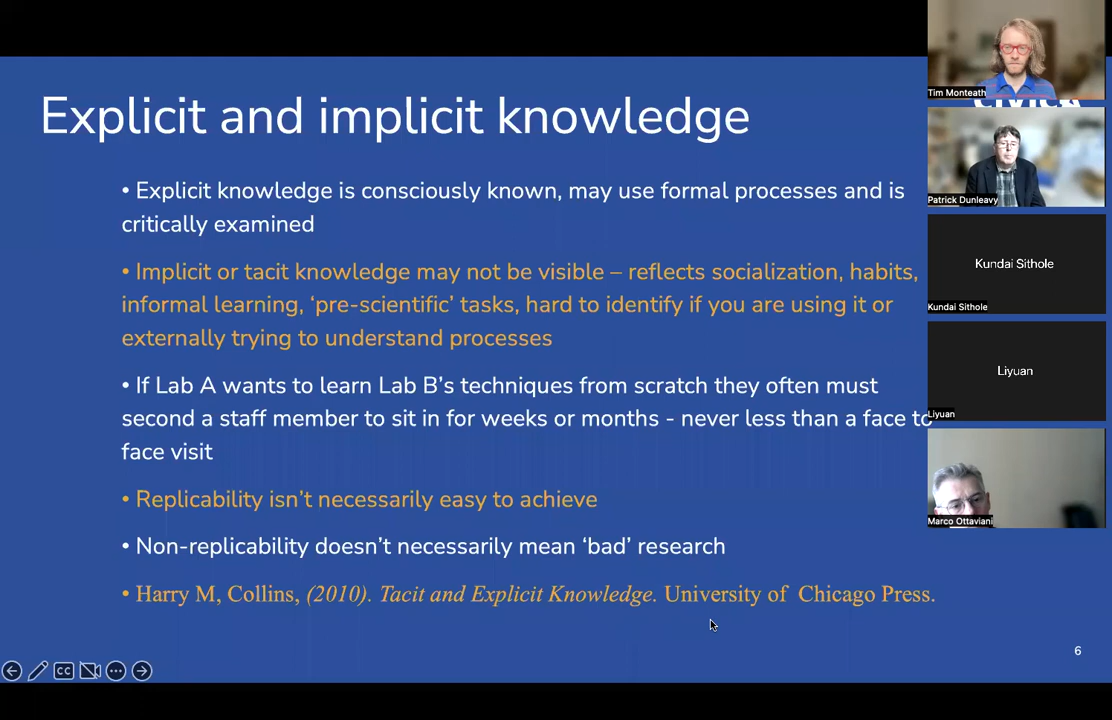 Explicit and implicit knowledge
• Explicit knowledge is consciously known, may use formal processes and is
critically examined
• Implicit or tacit knowledge may not be visible – reflects socialization, habits,
informal learning, ‘pre-scientific’ tasks, hard to identify if you are using it or
externally trying to understand processes
• If Lab A wants to learn Lab B’s techniques from scratch they often must
second a staff member to sit in for weeks or months - never less than a face to
face visit
• Replicability isn’t necessarily easy to achieve
• Non-replicability doesn’t necessarily mean ‘bad’ research
• Harry M, Collins, (2010). Tacit and Explicit Knowledge. University of Chicago Press.
6
CC
Tim Monteath
Patrick Dunleavy
Kundai Sithole
Kundai Sithole
Liyuan
Liyuan
Marco Ottaviani